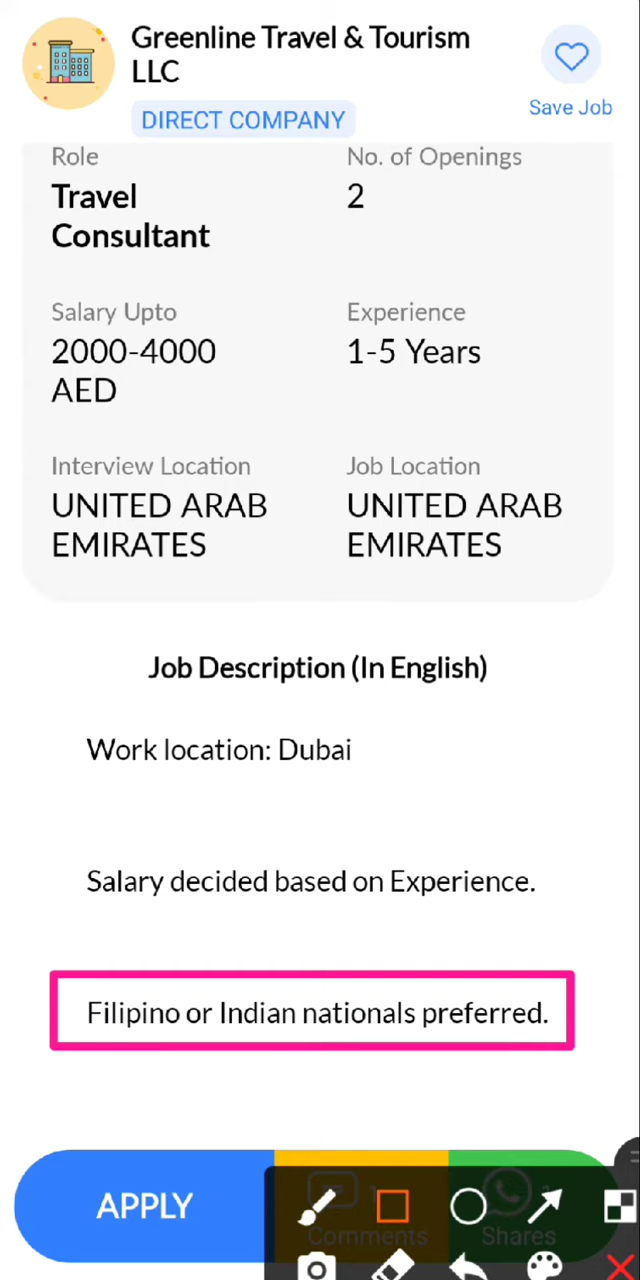 Greenline Travel & Tourism
LLC
DIRECT COMPANY
Save Job
Role
No. of Openings
Travel
Consultant
2
Salary Upto
Experience
2000-4000
AED
1-5 Years
Interview Location
Job Location
UNITED ARAB
EMIRATES
UNITED ARAB
EMIRATES
Job Description (In English)
Work location: Dubai
Salary decided based on Experience.
Filipino or Indian nationals preferred.
APPLY
Comments
Shares